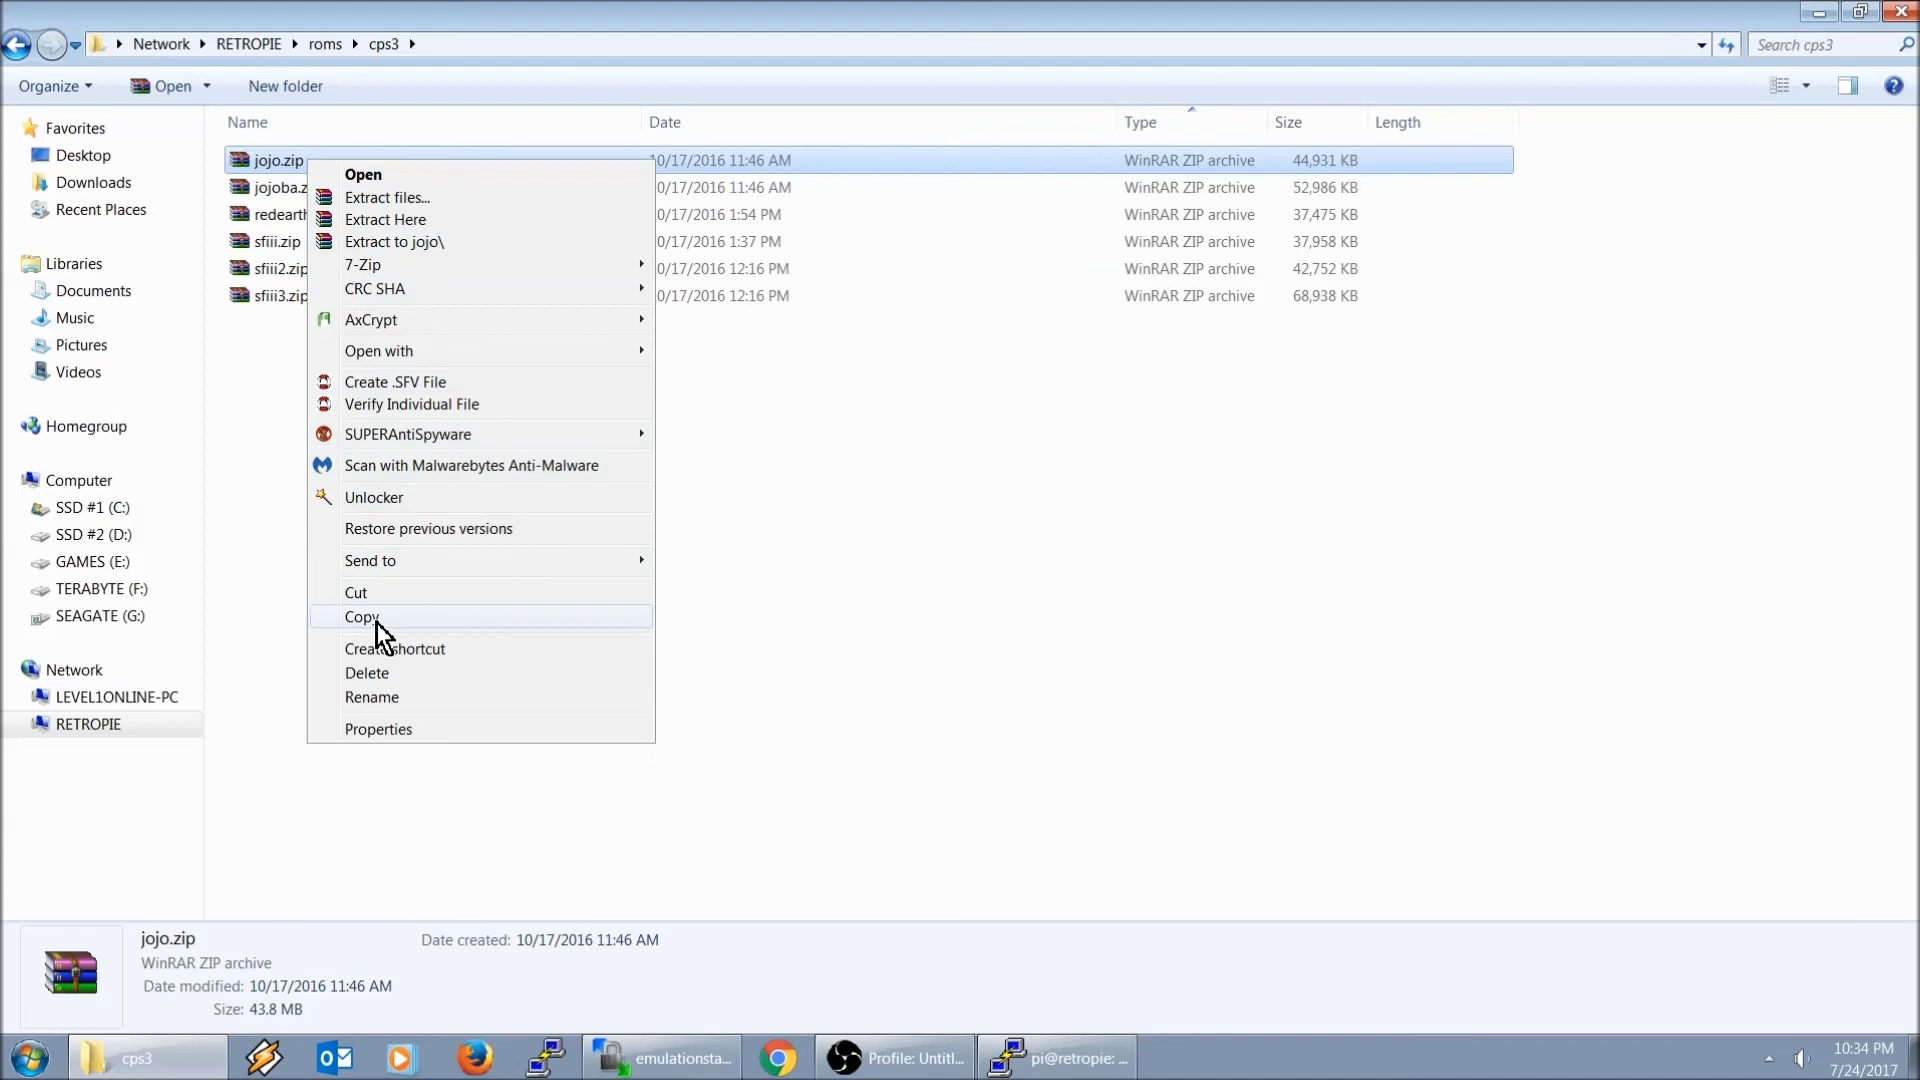 Network RETROPIE roms cps3
Search cps3
Organize Open New folder
Name Date Type Size Length
jojo.zip 10/17/2016 11:46 AM WinRAR ZIP archive 44,931 KB
jojoba.z 0/17/2016 11:46 AM WinRAR ZIP archive 52,986 KB
redearth 0/17/2016 1:54 PM WinRAR ZIP archive 37,475 KB
sfiii.zip 0/17/2016 1:37 PM WinRAR ZIP archive 37,958 KB
sfiii2.zip 0/17/2016 12:16 PM WinRAR ZIP archive 42,752 KB
sfiii3.zip 0/17/2016 12:16 PM WinRAR ZIP archive 68,938 KB
Favorites
Desktop
Downloads
Recent Places
Libraries
Documents
Music
Pictures
Videos
Homegroup
Computer
SSD #1 (C:)
SSD #2 (D:)
GAMES (E:)
TERABYTE (F:)
SEAGATE (G:)
Network
LEVEL1ONLINE-PC
RETROPIE
Open
Extract files...
Extract Here
Extract to jojo\
7-Zip
CRC SHA
AxCrypt
Open with
Create .SFV File
Verify Individual File
SUPERAntiSpyware
Scan with Malwarebytes Anti-Malware
Unlocker
Restore previous versions
Send to
Cut
Copy
Create shortcut
Delete
Rename
Properties
jojo.zip Date created: 10/17/2016 11:46 AM
WinRAR ZIP archive
Date modified: 10/17/2016 11:46 AM
Size: 43.8 MB
cps3
emulationsta...
Profile: Untitl...
pi@retropie: ...
10:34 PM
7/24/2017